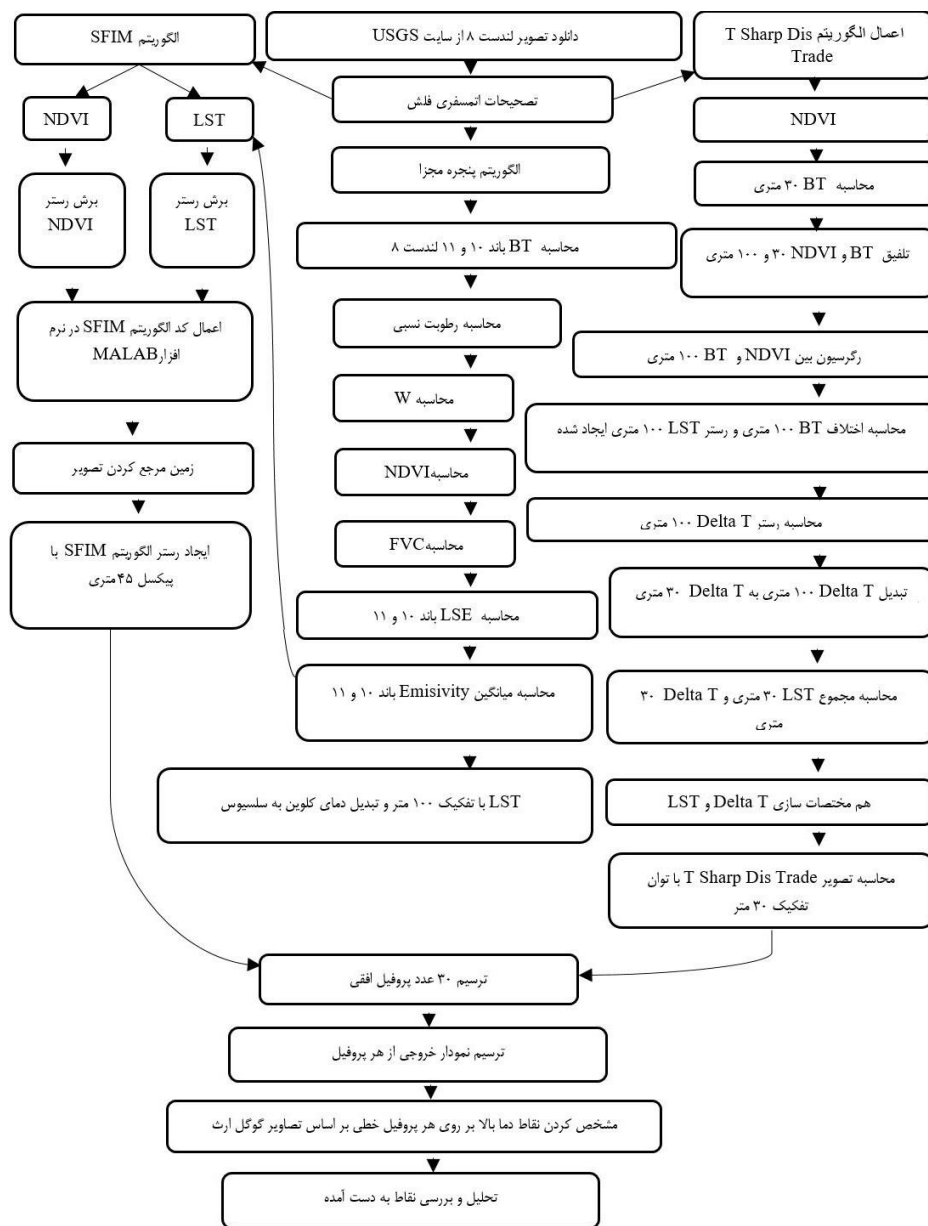 دانلود تصویر لندست ۸ از سایت USGS
تصحیحات اتمسفری فلش
اعمال الگوریتم T Sharp Dis
Trade
NDVI
محاسبه BT ۳۰ متری
تلفیق BT و NDVI ۳۰ و ۱۰۰ متری
رگرسیون بین NDVI و BT ۱۰۰ متری
محاسبه اختلاف BT ۱۰۰ متری و رستر LST ۱۰۰ متری ایجاد شده
محاسبه رستر Delta T ۱۰۰ متری
تبدیل Delta T ۱۰۰ متری به Delta T ۳۰ متری
محاسبه مجموع LST ۳۰ متری و Delta T ۳۰
متری
هم مختصات سازی Delta T و LST
محاسبه تصویر T Sharp Dis Trade با توان
تفکیک ۳۰ متر
الگوریتم پنجره مجزا
محاسبه BT باند ۱۰ و ۱۱ لندست ۸
محاسبه رطوبت نسبی
محاسبه W
محاسبهNDVI
محاسبهFVC
محاسبه LSE باند ۱۰ و ۱۱
محاسبه میانگین Emisivity باند ۱۰ و ۱۱
LST با تفکیک ۱۰۰ متر و تبدیل دمای کلوین به سلسیوس
الگوریتم SFIM
LST
NDVI
برش رستر
LST
برش رستر
NDVI
اعمال کد الگوریتم SFIM در نرم
افزارMALAB
زمین مرجع کردن تصویر
ایجاد رستر الگوریتم SFIM با
پیکسل ۴۵ متری
ترسیم ۳۰ عدد پروفیل افقی
ترسیم نمودار خروجی از هر پروفیل
مشخص کردن نقاط دما بالا بر روی هر پروفیل خطی بر اساس تصاویر گوگل ارث
تحلیل و بررسی نقاط به دست آمده